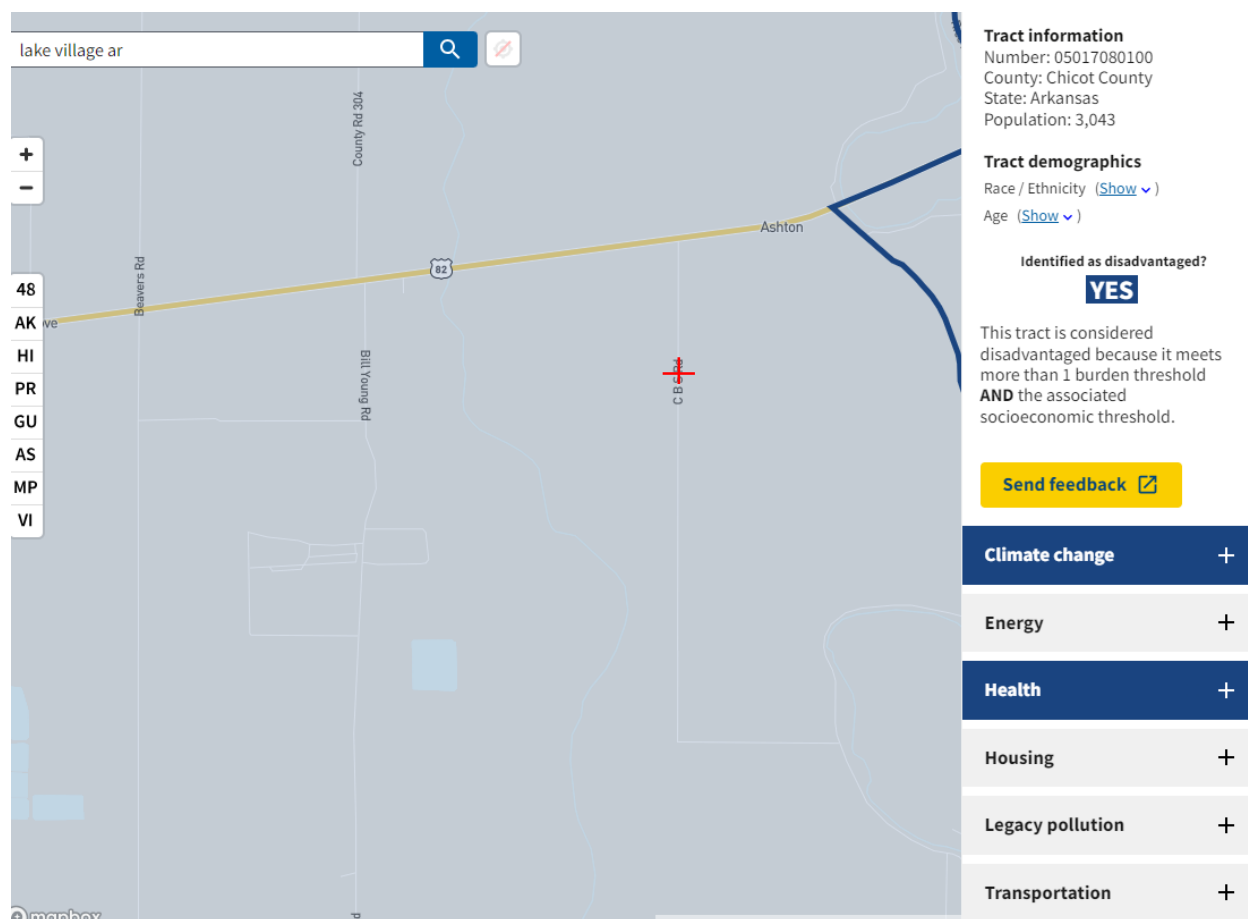 lake village ar
County Rd 304
Beavers Rd
Ashton
82
Bill Young Rd
48
AK
HI
PR
GU
AS
MP
VI
mapbox
Tract information
Number: 05017080100
County: Chicot County
State: Arkansas
Population: 3,043
Tract demographics
Race / Ethnicity (Show)
Age (Show)
Identified as disadvantaged?
YES
This tract is considered
disadvantaged because it meets
more than 1 burden threshold
AND the associated
socioeconomic threshold.
Send feedback
Climate change +
Energy +
Health +
Housing +
Legacy pollution +
Transportation +